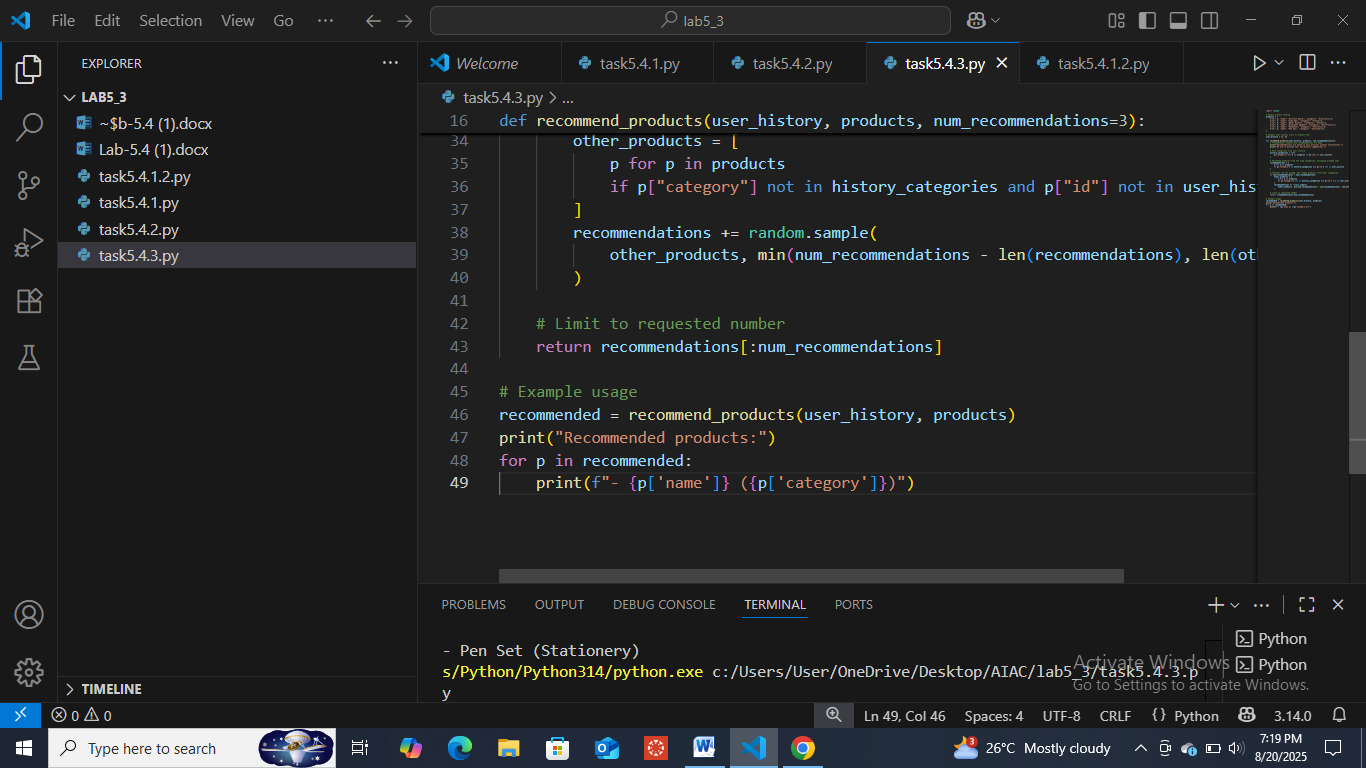 File Edit Selection View Go ··· lab5_3
EXPLORER ···
LAB5_3
~$b-5.4 (1).docx
Lab-5.4 (1).docx
task5.4.1.2.py
task5.4.1.py
task5.4.2.py
task5.4.3.py
TIMELINE
Welcome task5.4.1.py task5.4.2.py task5.4.3.py task5.4.1.2.py
task5.4.3.py > ...
16 def recommend_products(user_history, products, num_recommendations=3):
34 other_products = [
35 p for p in products
36 if p["category"] not in history_categories and p["id"] not in user_his
37 ]
38 recommendations += random.sample(
39 other_products, min(num_recommendations - len(recommendations), len(ot
40 )
41
42 # Limit to requested number
43 return recommendations[:num_recommendations]
44
45 # Example usage
46 recommended = recommend_products(user_history, products)
47 print("Recommended products:")
48 for p in recommended:
49 print(f"- {p['name']} ({p['category']})")
PROBLEMS OUTPUT DEBUG CONSOLE TERMINAL PORTS
- Pen Set (Stationery)
s/Python/Python314/python.exe c:/Users/User/OneDrive/Desktop/AIAC/lab5_3/task5.4.3.p
y
Python
Python
Activate Windows
Go to Settings to activate Windows.
0 0 Ln 49, Col 46 Spaces: 4 UTF-8 CRLF {} Python 3.14.0
Type here to search 3 26°C Mostly cloudy 7:19 PM
8/20/2025